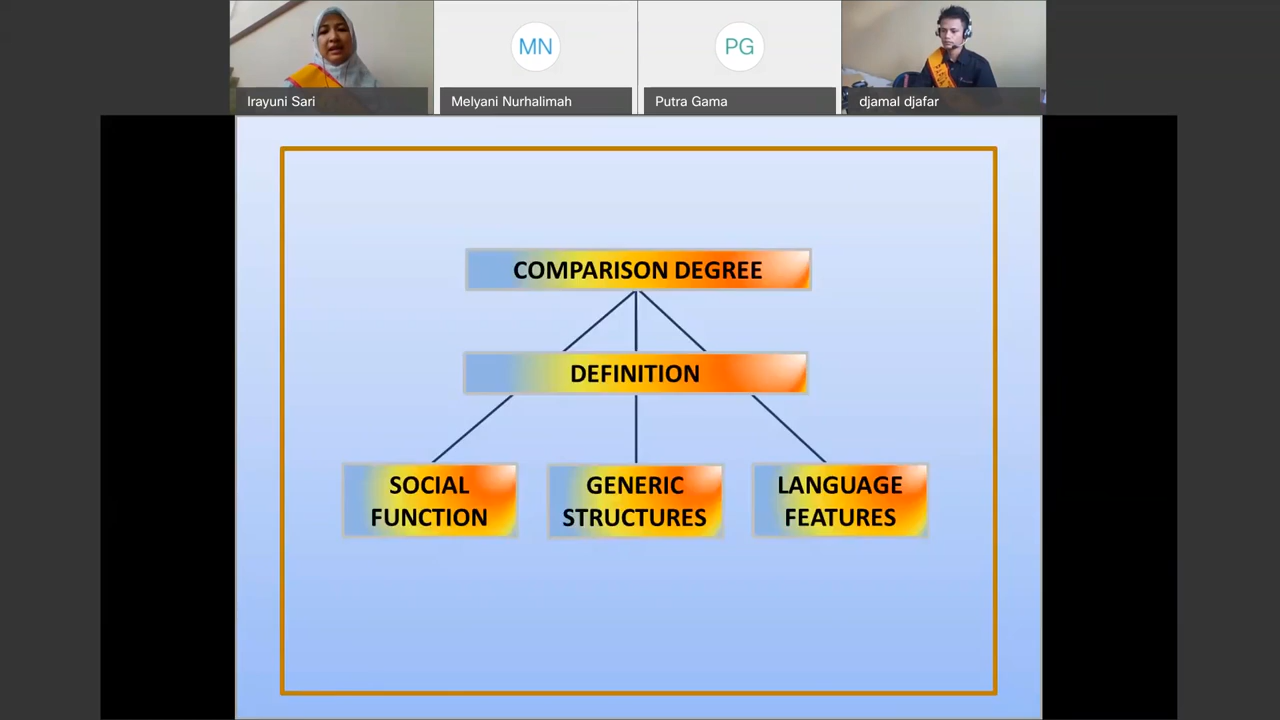 MN
PG
Irayuni Sari
Melyani Nurhalimah
Putra Gama
djamal djafar
COMPARISON DEGREE
DEFINITION
SOCIAL
FUNCTION
GENERIC
STRUCTURES
LANGUAGE
FEATURES